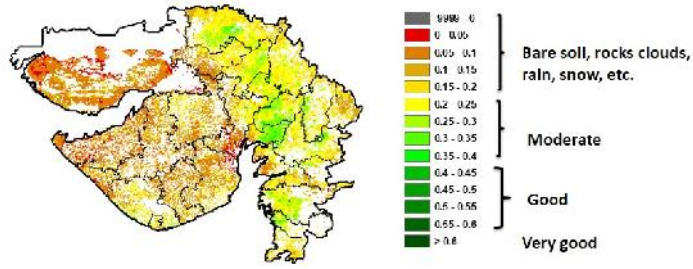 9999 - 0
0 - 0.05
0.05 - 0.1
0.1 - 0.15
0.15 - 0.2
0.2 - 0.25
0.25 - 0.3
0.3 - 0.35
0.35 - 0.4
0.4 - 0.45
0.45 - 0.5
0.5 - 0.55
0.55 - 0.6
> 0.6
Bare soil, rocks clouds,
rain, snow, etc.
Moderate
Good
Very good